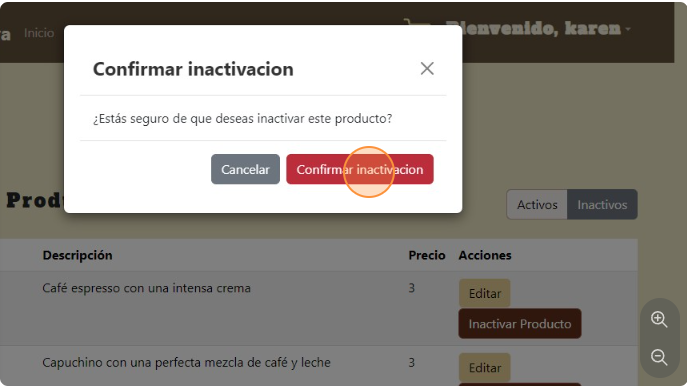 a Inicio
Bienvenido, karen
Confirmar inactivacion
¿Estás seguro de que deseas inactivar este producto?
Cancelar Confirmar inactivacion
Produ
Activos Inactivos
Descripción Precio Acciones
Café espresso con una intensa crema 3 Editar
Inactivar Producto
Capuchino con una perfecta mezcla de café y leche 3 Editar